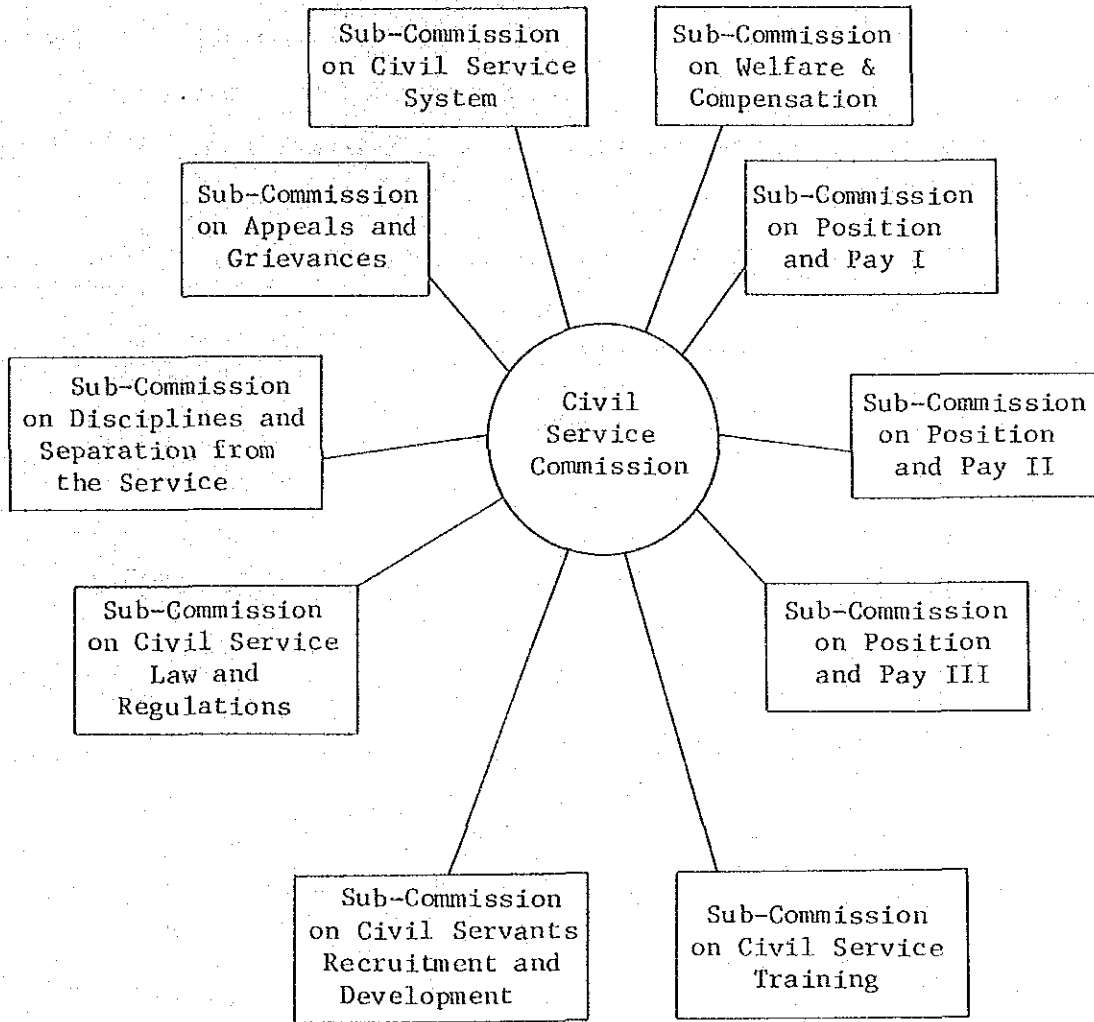 Sub-Commission
on Civil Service
System
Sub-Commission
on Welfare &
Compensation
Sub-Commission
on Appeals and
Grievances
Sub-Commission
on Position
and Pay I
Sub-Commission
on Disciplines and
Separation from
the Service
Civil
Service
Commission
Sub-Commission
on Position
and Pay II
Sub-Commission
on Civil Service
Law and
Regulations
Sub-Commission
on Position
and Pay III
Sub-Commission
on Civil Servants
Recruitment and
Development
Sub-Commission
on Civil Service
Training